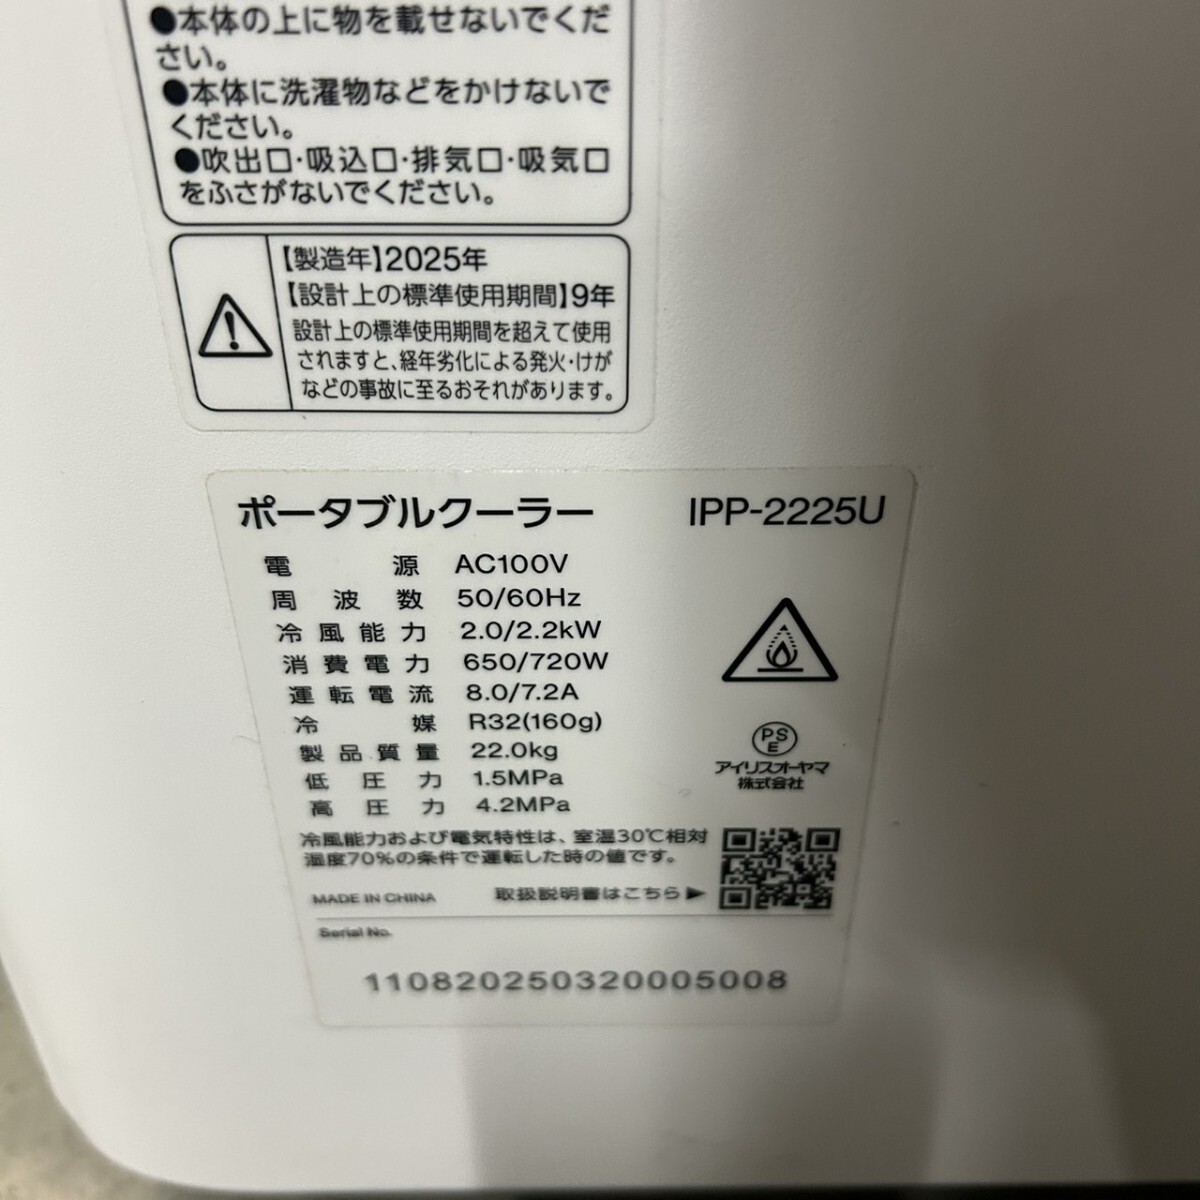 ●本体の上に物を載せないでくだ
さい。
●本体に洗濯物などをかけないで
ください。
●吹出口・吸込口・排気口・吸気口
をふさがないでください。
【製造年】2025年
【設計上の標準使用期間】9年
設計上の標準使用期間を超えて使用
されますと、経年劣化による発火・けが
などの事故に至るおそれがあります。
ポータブルクーラー IPP-2225U
電源 AC100V
周波数 50/60Hz
冷風能力 2.0/2.2kW
消費電力 650/720W
運転電流 8.0/7.2A
冷媒 R32(160g)
製品質量 22.0kg
低圧力 1.5MPa
高圧力 4.2MPa
PS
E
アイリスオーヤマ
株式会社
冷風能力および電気特性は、室温30℃相対
湿度70%の条件で運転した時の値です。
MADE IN CHINA 取扱説明書はこちら▶
Serial No.
110820250320005008